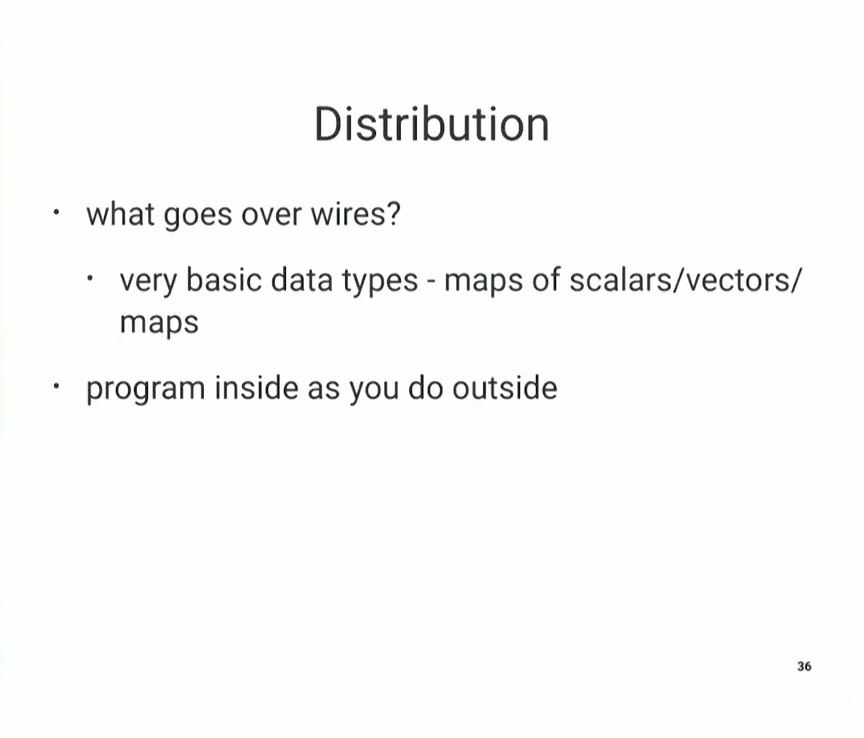 Distribution
• what goes over wires?
• very basic data types - maps of scalars/vectors/
maps
• program inside as you do outside
36